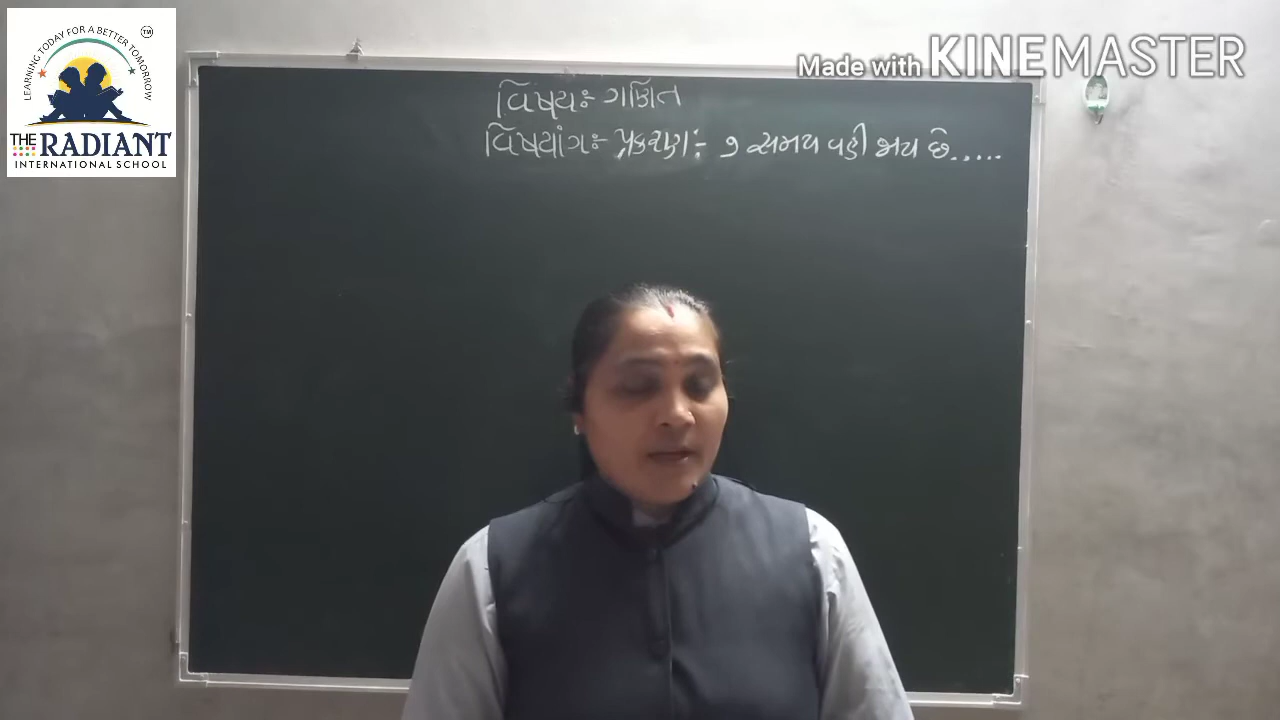 LEARNING TODAY FOR A BETTER TOMORROW
TM
THE RADIANT
INTERNATIONAL SCHOOL
Made with KINEMASTER
વિષયઃ- ગણિત
વિષયાંગઃ- પ્રકરણઃ- ૭ સમય વહી જાય છે.....